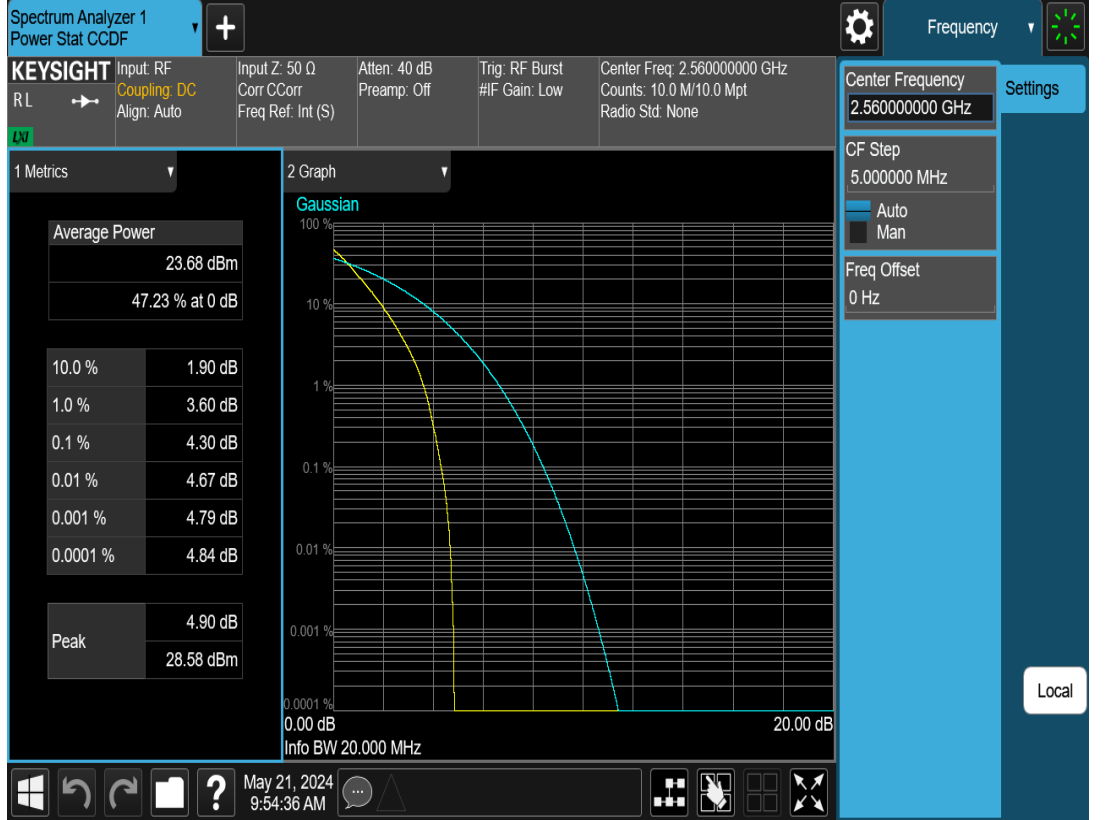 Spectrum Analyzer 1
Power Stat CCDF
+
Frequency
KEYSIGHT
RL
LXI
Input: RF
Coupling: DC
Align: Auto
Input Z: 50 Ω
Corr CCorr
Freq Ref: Int (S)
Atten: 40 dB
Preamp: Off
Trig: RF Burst
#IF Gain: Low
Center Freq: 2.560000000 GHz
Counts: 10.0 M/10.0 Mpt
Radio Std: None
Center Frequency
2.560000000 GHz
Settings
CF Step
5.000000 MHz
Auto
Man
Freq Offset
0 Hz
Local
1 Metrics
Average Power
23.68 dBm
47.23 % at 0 dB
10.0 % 1.90 dB
1.0 % 3.60 dB
0.1 % 4.30 dB
0.01 % 4.67 dB
0.001 % 4.79 dB
0.0001 % 4.84 dB
Peak 4.90 dB
28.58 dBm
2 Graph
Gaussian
100 %
10 %
1 %
0.1 %
0.01 %
0.001 %
0.0001 %
0.00 dB 20.00 dB
Info BW 20.000 MHz
?
May 21, 2024
9:54:36 AM